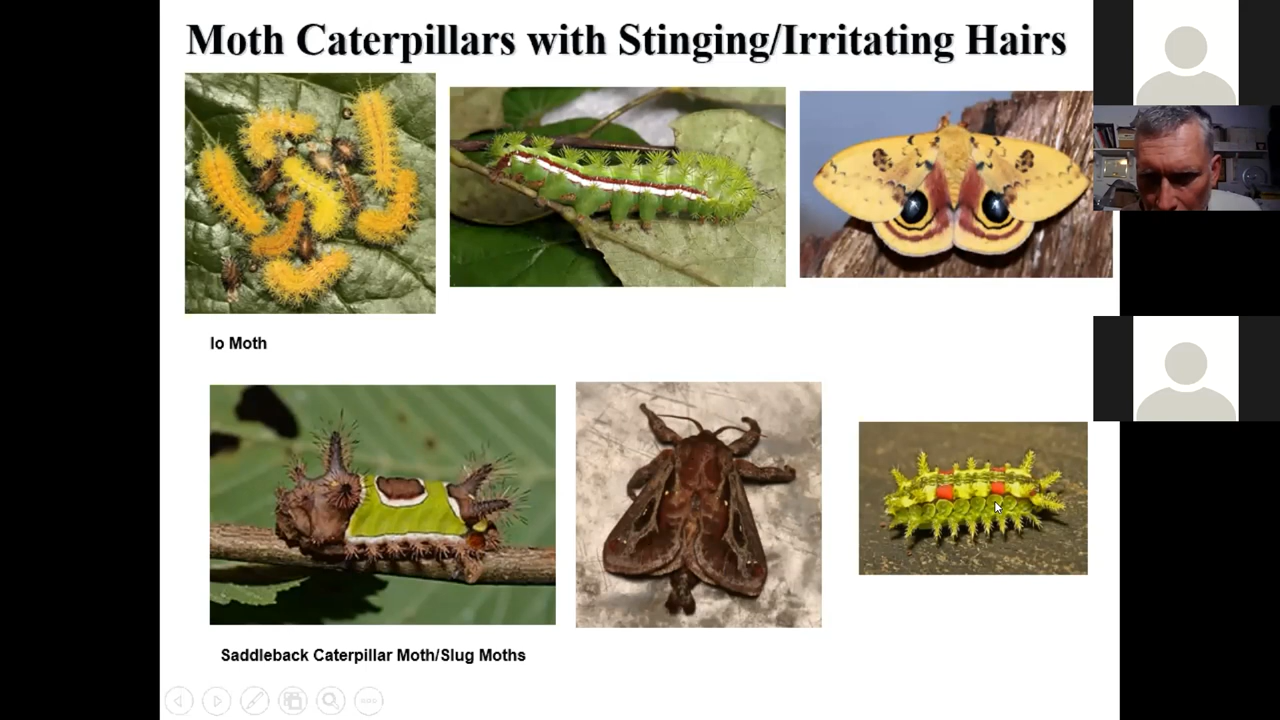 Moth Caterpillars with Stinging/Irritating Hairs
Io Moth
Saddleback Caterpillar Moth/Slug Moths